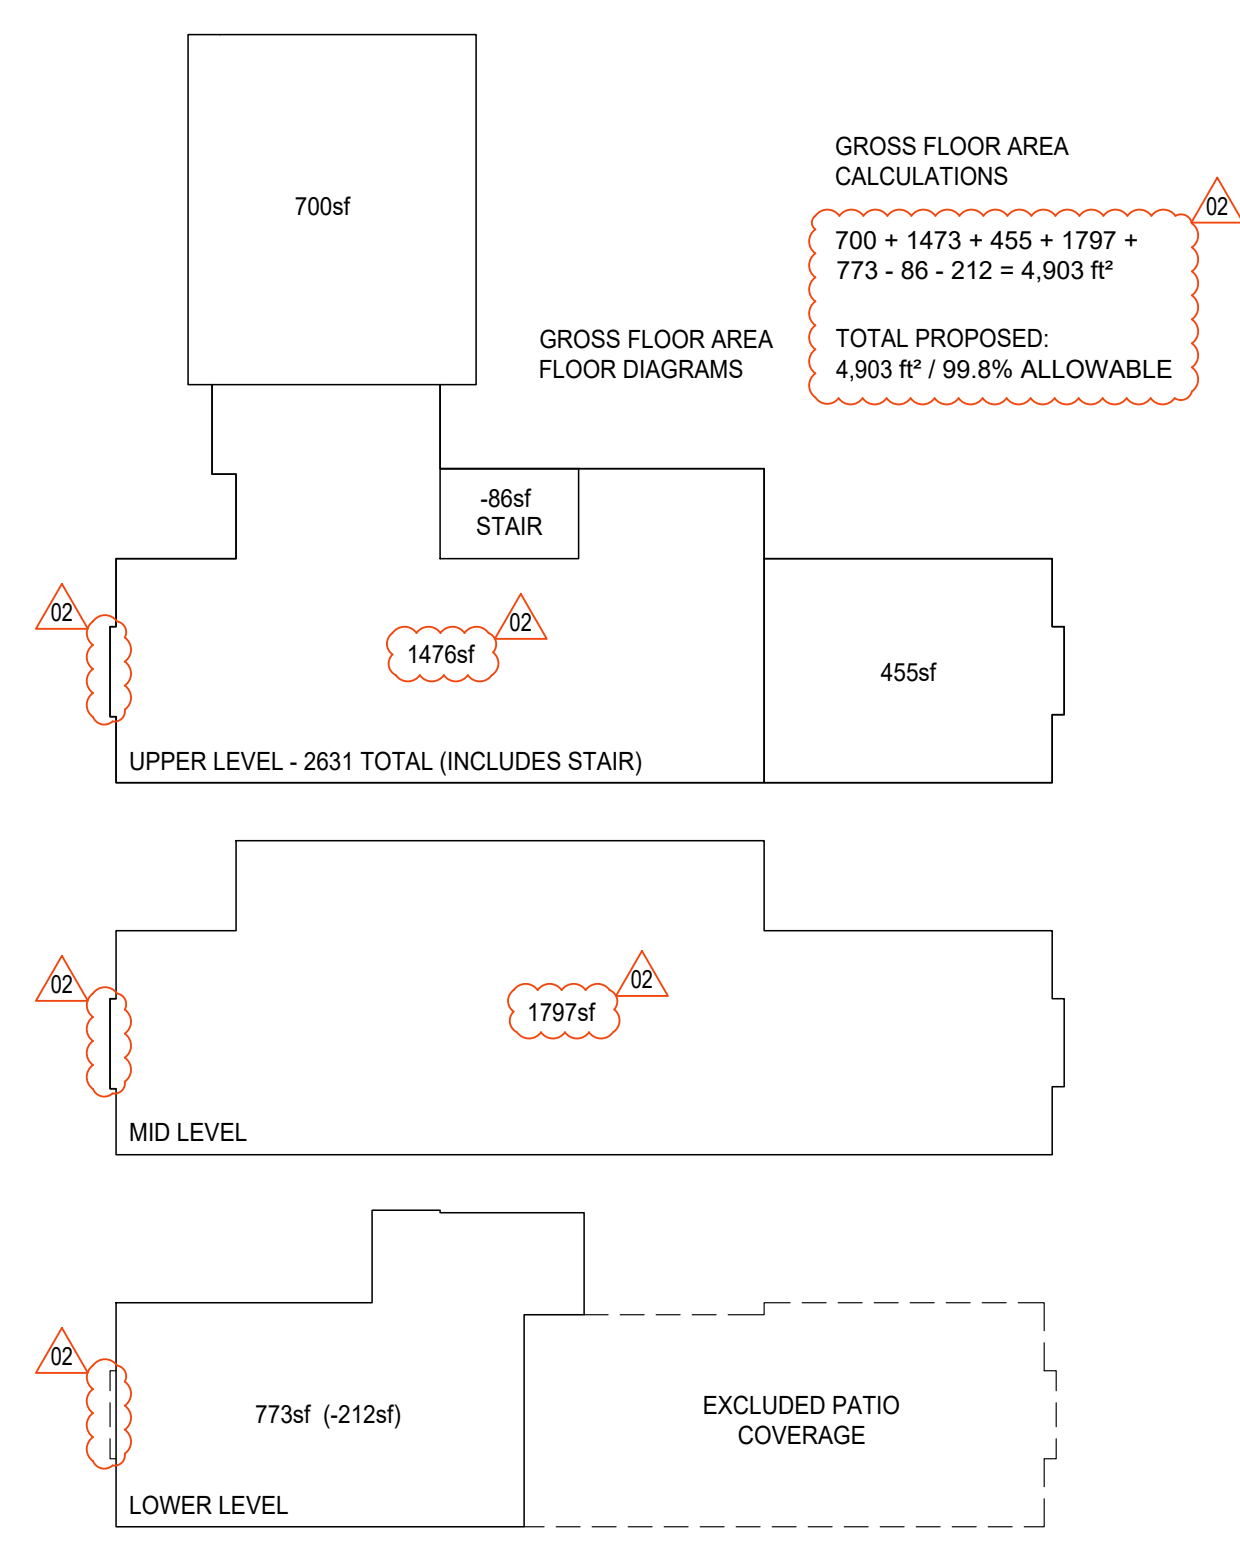 700sf
GROSS FLOOR AREA
CALCULATIONS
02
700 + 1473 + 455 + 1797 +
773 - 86 - 212 = 4,903 ft²
TOTAL PROPOSED:
4,903 ft² / 99.8% ALLOWABLE
GROSS FLOOR AREA
FLOOR DIAGRAMS
-86sf
STAIR
02
02
1476sf
455sf
UPPER LEVEL - 2631 TOTAL (INCLUDES STAIR)
02
02
1797sf
MID LEVEL
02
773sf (-212sf)
EXCLUDED PATIO
COVERAGE
LOWER LEVEL